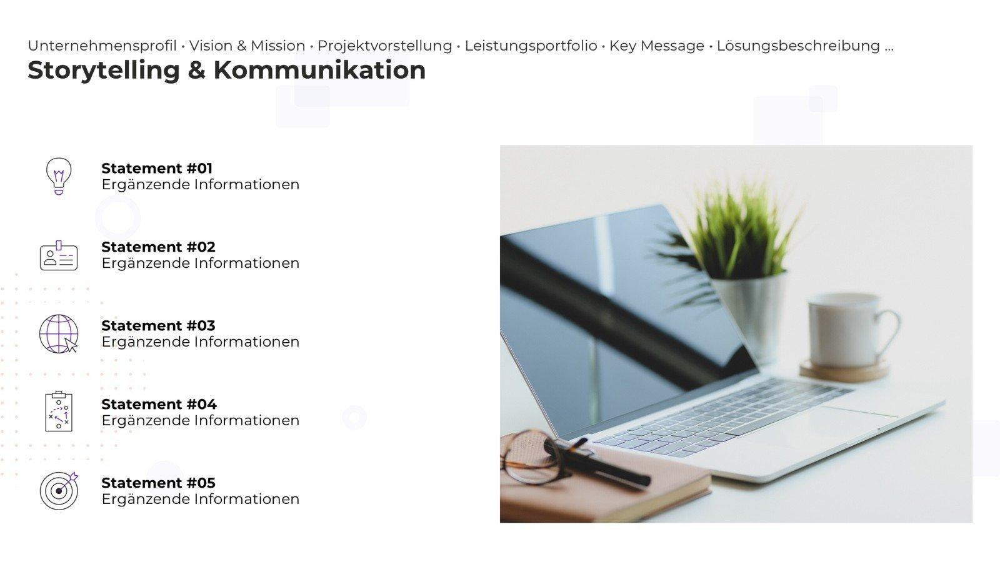 Unternehmensprofil • Vision & Mission • Projektvorstellung • Leistungsportfolio • Key Message • Lösungsbeschreibung ...
Storytelling & Kommunikation
Statement #01
Ergänzende Informationen
Statement #02
Ergänzende Informationen
Statement #03
Ergänzende Informationen
Statement #04
Ergänzende Informationen
Statement #05
Ergänzende Informationen